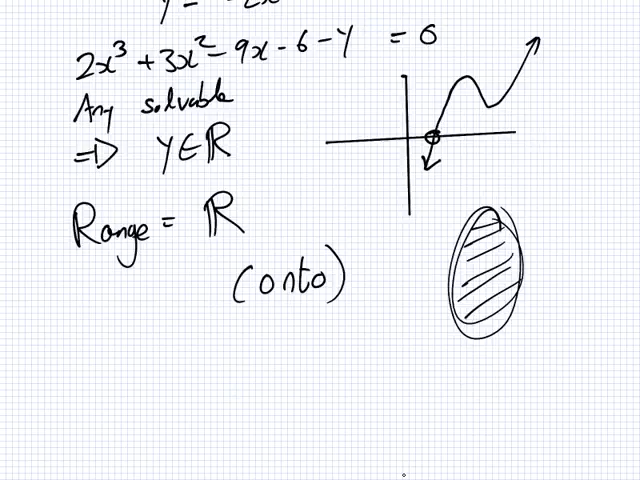 2x³ + 3x² - 9x - 6 - y = 0
Any solvable
⇒ y∈ℝ
Range = ℝ
(onto)